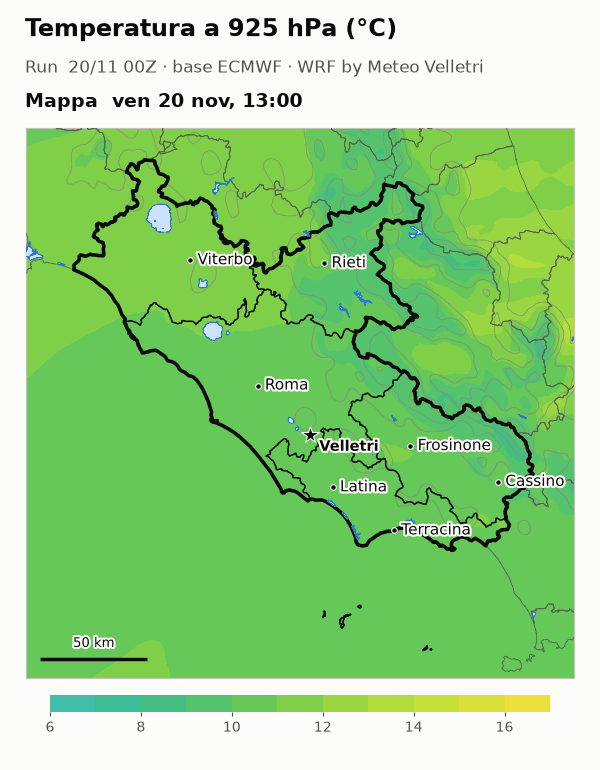 Temperatura a 925 hPa (°C)
Run  20/11 00Z · base ECMWF · WRF by Meteo Velletri
Mappa  ven 20 nov, 13:00
Viterbo
Rieti
Roma
Velletri
Frosinone
Latina
Cassino
Terracina
50 km
6 8 10 12 14 16